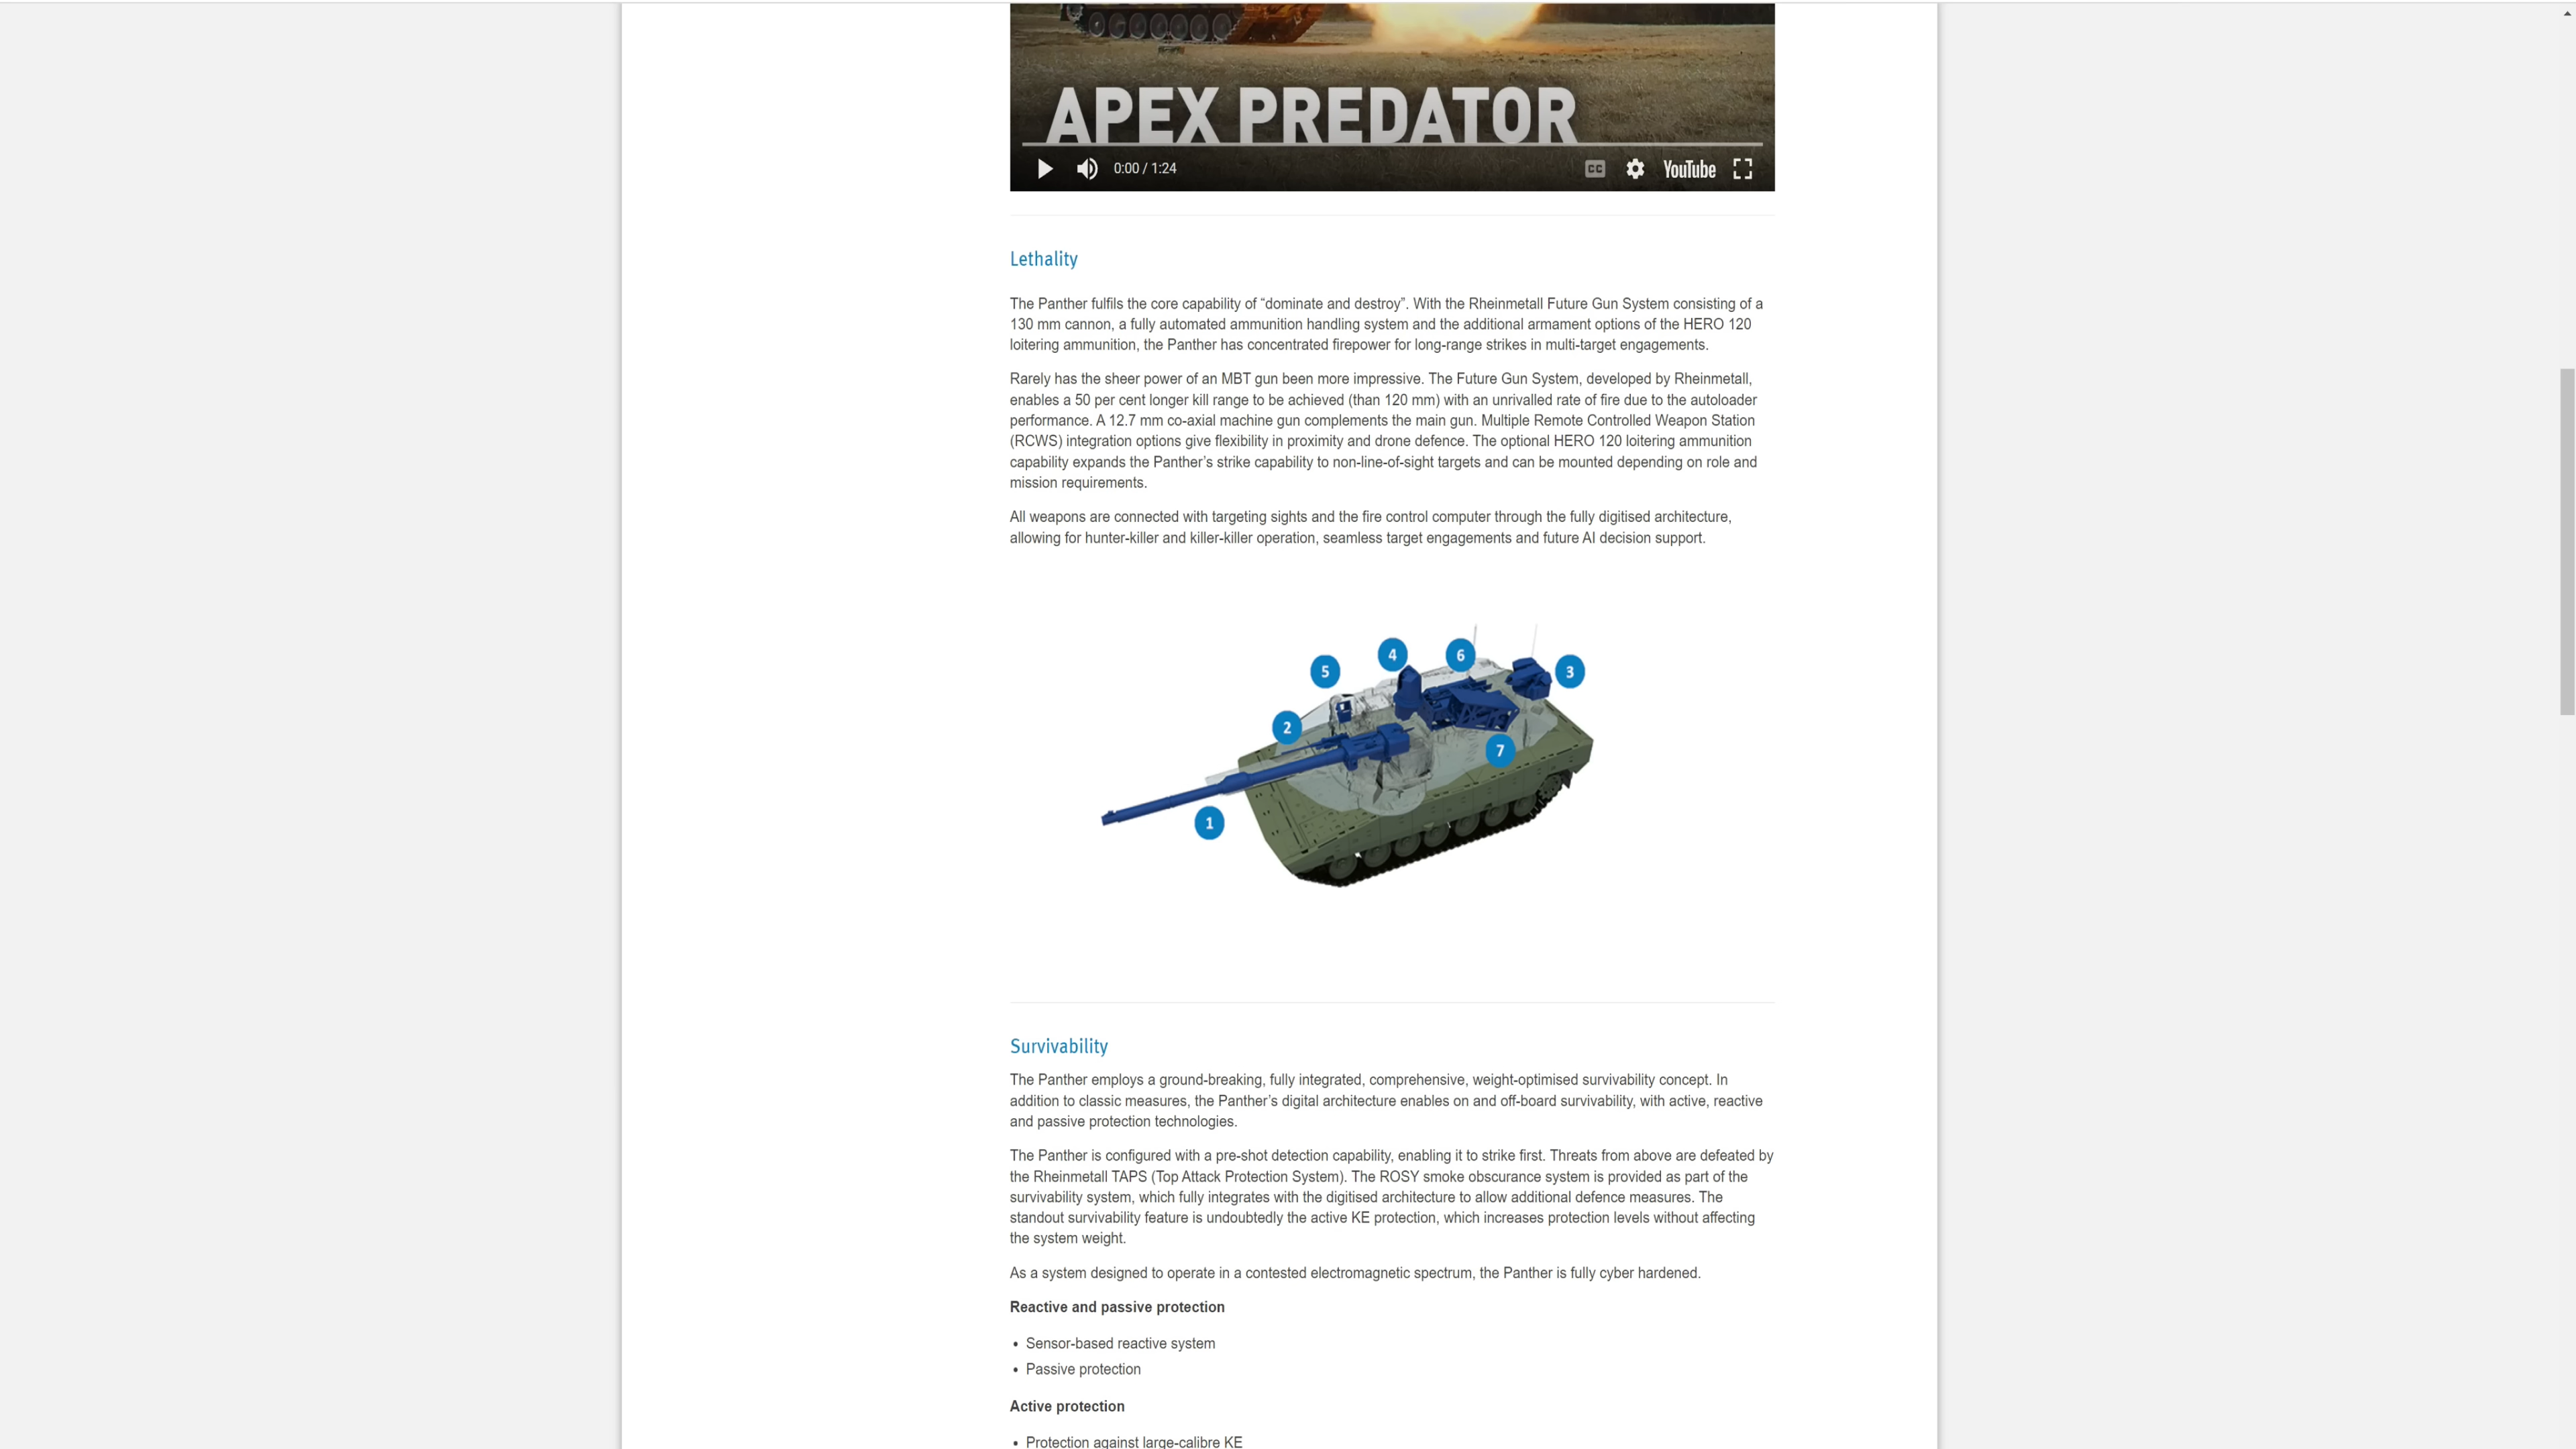 APEX PREDATOR
0:00 / 1:24
CC
YouTube
Lethality
The Panther fulfils the core capability of “dominate and destroy”. With the Rheinmetall Future Gun System consisting of a
130 mm cannon, a fully automated ammunition handling system and the additional armament options of the HERO 120
loitering ammunition, the Panther has concentrated firepower for long-range strikes in multi-target engagements.
Rarely has the sheer power of an MBT gun been more impressive. The Future Gun System, developed by Rheinmetall,
enables a 50 per cent longer kill range to be achieved (than 120 mm) with an unrivalled rate of fire due to the autoloader
performance. A 12.7 mm co-axial machine gun complements the main gun. Multiple Remote Controlled Weapon Station
(RCWS) integration options give flexibility in proximity and drone defence. The optional HERO 120 loitering ammunition
capability expands the Panther’s strike capability to non-line-of-sight targets and can be mounted depending on role and
mission requirements.
All weapons are connected with targeting sights and the fire control computer through the fully digitised architecture,
allowing for hunter-killer and killer-killer operation, seamless target engagements and future AI decision support.
4
6
5
3
2
7
1
Survivability
The Panther employs a ground-breaking, fully integrated, comprehensive, weight-optimised survivability concept. In
addition to classic measures, the Panther’s digital architecture enables on and off-board survivability, with active, reactive
and passive protection technologies.
The Panther is configured with a pre-shot detection capability, enabling it to strike first. Threats from above are defeated by
the Rheinmetall TAPS (Top Attack Protection System). The ROSY smoke obscurance system is provided as part of the
survivability system, which fully integrates with the digitised architecture to allow additional defence measures. The
standout survivability feature is undoubtedly the active KE protection, which increases protection levels without affecting
the system weight.
As a system designed to operate in a contested electromagnetic spectrum, the Panther is fully cyber hardened.
Reactive and passive protection
• Sensor-based reactive system
• Passive protection
Active protection
• Protection against large-calibre KE